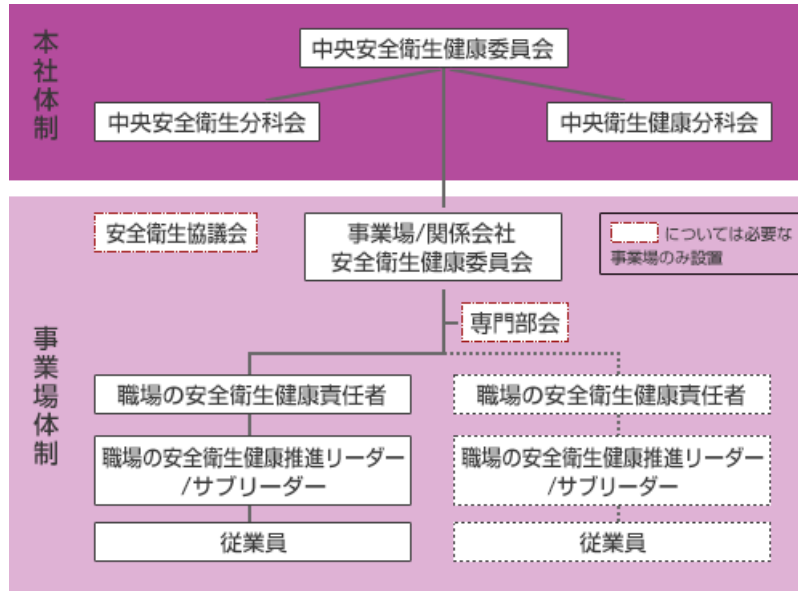 本社体制
中央安全衛生健康委員会
中央安全衛生分科会
中央衛生健康分科会
事業場体制
安全衛生協議会
事業場/関係会社
安全衛生健康委員会
については必要な
事業場のみ設置
専門部会
職場の安全衛生健康責任者
職場の安全衛生健康責任者
職場の安全衛生健康推進リーダー
/サブリーダー
職場の安全衛生健康推進リーダー
/サブリーダー
従業員
従業員